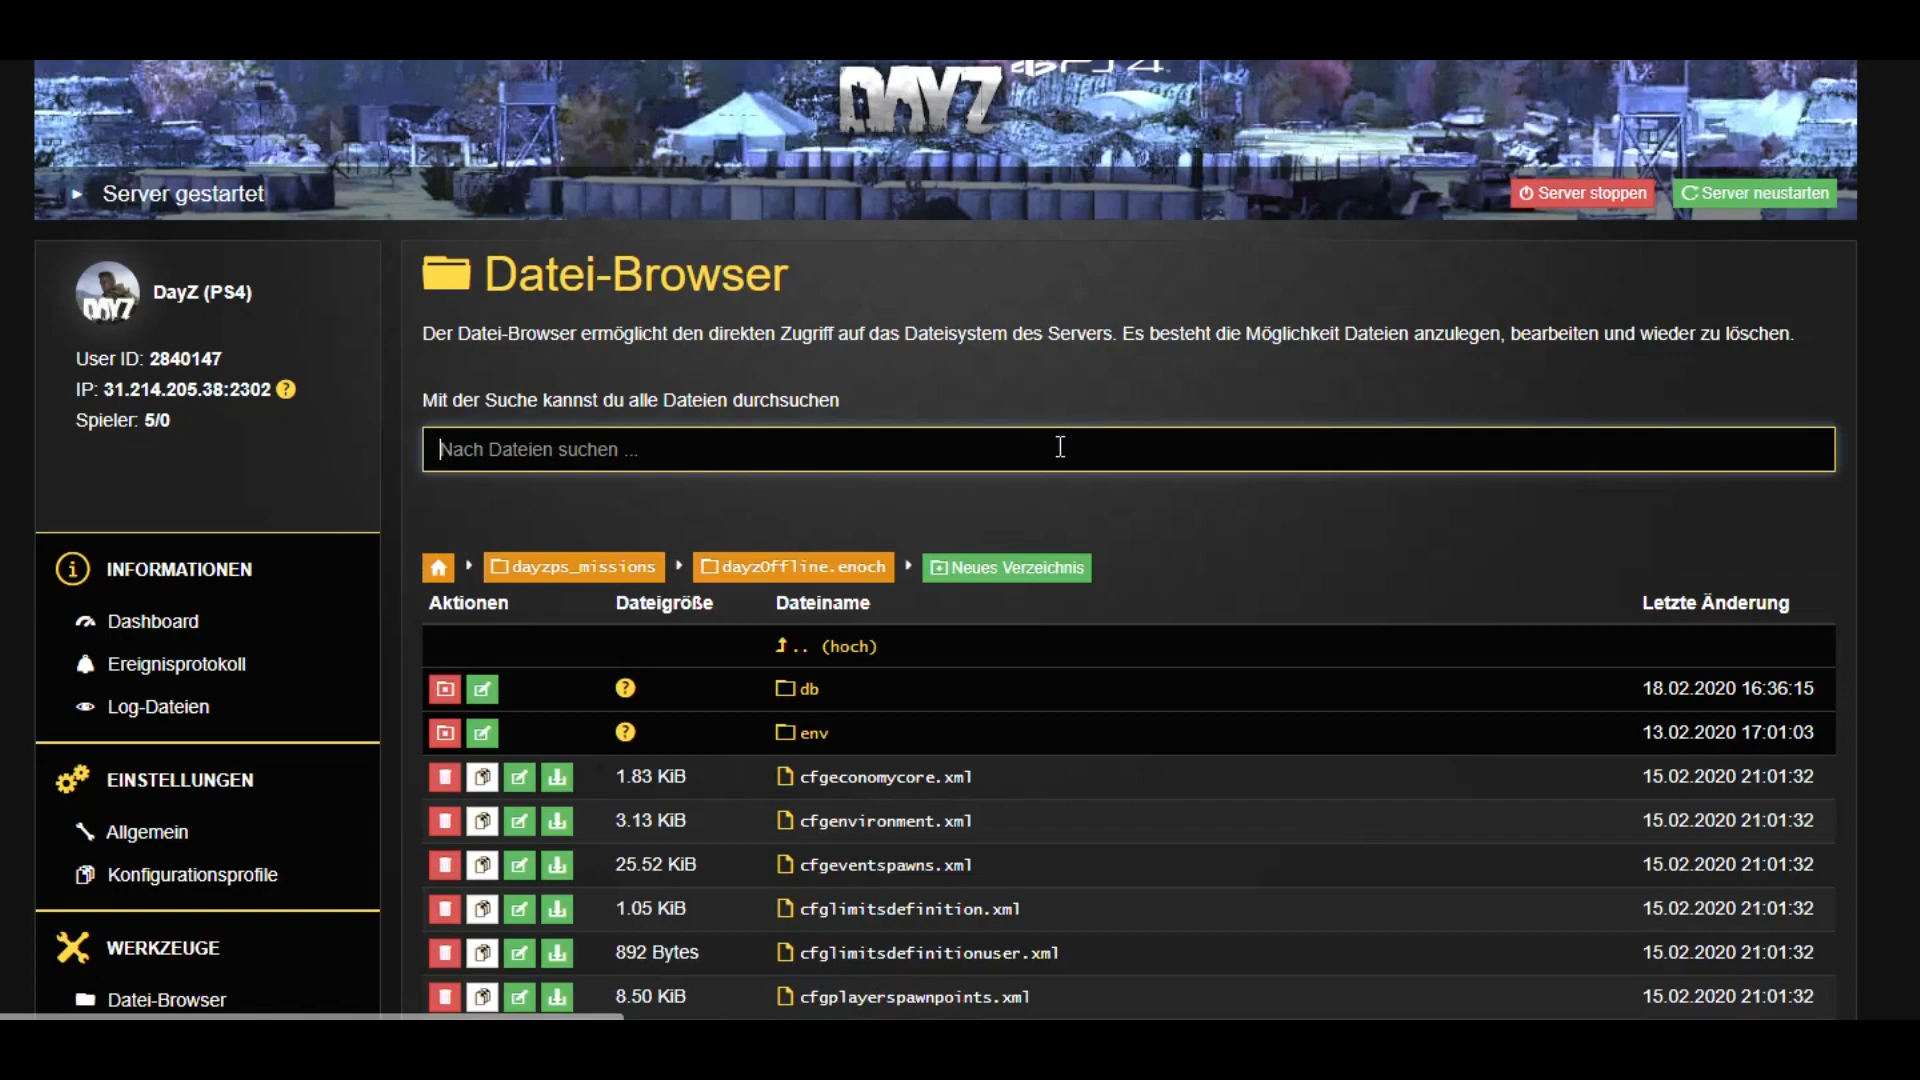 DAYZ
Server gestartet
Server stoppen
Server neustarten
DAYZ
DayZ (PS4)
User ID: 2840147
IP: 31.214.205.38:2302 ?
Spieler: 5/0
INFORMATIONEN
Dashboard
Ereignisprotokoll
Log-Dateien
EINSTELLUNGEN
Allgemein
Konfigurationsprofile
WERKZEUGE
Datei-Browser
Datei-Browser
Der Datei-Browser ermöglicht den direkten Zugriff auf das Dateisystem des Servers. Es besteht die Möglichkeit Dateien anzulegen, bearbeiten und wieder zu löschen.
Mit der Suche kannst du alle Dateien durchsuchen
Nach Dateien suchen ...
dayzps_missions
dayzOffline.enoch
Neues Verzeichnis
Aktionen Dateigröße Dateiname Letzte Änderung
.. (hoch)
? db 18.02.2020 16:36:15
? env 13.02.2020 17:01:03
1.83 KiB cfgeconomycore.xml 15.02.2020 21:01:32
3.13 KiB cfgenvironment.xml 15.02.2020 21:01:32
25.52 KiB cfgeventspawns.xml 15.02.2020 21:01:32
1.05 KiB cfglimitsdefinition.xml 15.02.2020 21:01:32
892 Bytes cfglimitsdefinitionuser.xml 15.02.2020 21:01:32
8.50 KiB cfgplayerspawnpoints.xml 15.02.2020 21:01:32